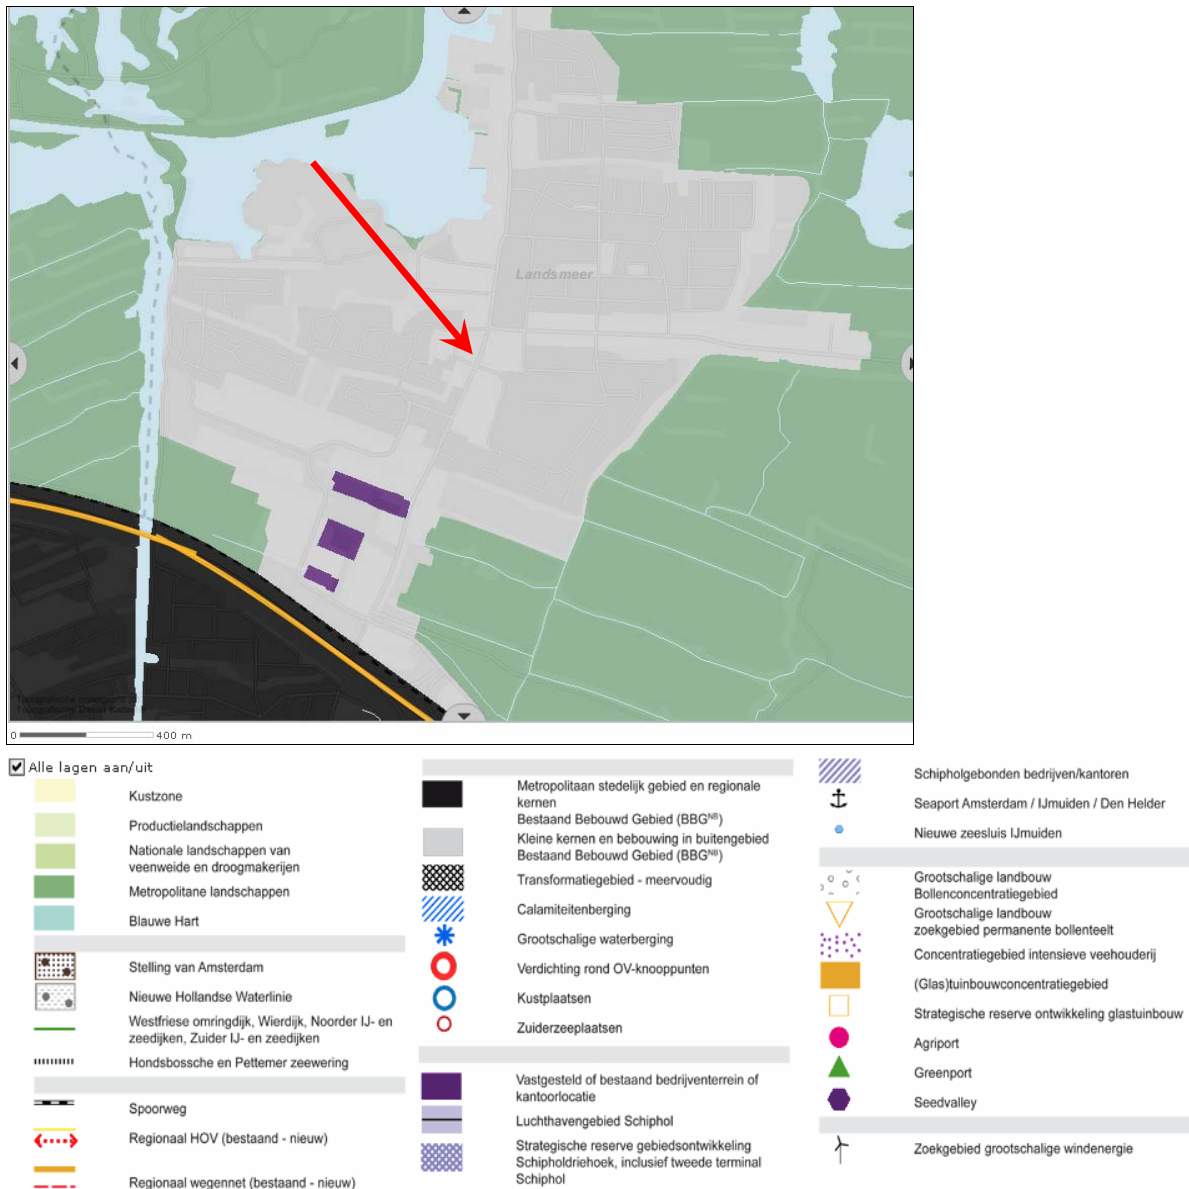 Landsmeer
0
400 m
Alle lagen aan/uit
Kustzone
Productielandschappen
Nationale landschappen van
veenweide en droogmakerijen
Metropolitane landschappen
Blauwe Hart
Stelling van Amsterdam
Nieuwe Hollandse Waterlinie
Westfriese omringdijk, Wierdijk, Noorder IJ- en
zeedijken, Zuider IJ- en zeedijken
Hondsbossche en Pettemer zeewering
Spoorweg
Regionaal HOV (bestaand - nieuw)
Regionaal wegennet (bestaand - nieuw)
Metropolitaan stedelijk gebied en regionale
kernen
Bestaand Bebouwd Gebied (BBGᴺᴮ)
Kleine kernen en bebouwing in buitengebied
Bestaand Bebouwd Gebied (BBGᴺᴮ)
Transformatiegebied - meervoudig
Calamiteitenberging
Grootschalige waterberging
Verdichting rond OV-knooppunten
Kustplaatsen
Zuiderzeeplaatsen
Vastgesteld of bestaand bedrijventerrein of
kantoorlocatie
Luchthavengebied Schiphol
Strategische reserve gebiedsontwikkeling
Schipholdriehoek, inclusief tweede terminal
Schiphol
Schipholgebonden bedrijven/kantoren
Seaport Amsterdam / IJmuiden / Den Helder
Nieuwe zeesluis IJmuiden
Grootschalige landbouw
Bollenconcentratiegebied
Grootschalige landbouw
zoekgebied permanente bollenteelt
Concentratiegebied intensieve veehouderij
(Glas)tuinbouwconcentratiegebied
Strategische reserve ontwikkeling glastuinbouw
Agriport
Greenport
Seedvalley
Zoekgebied grootschalige windenergie